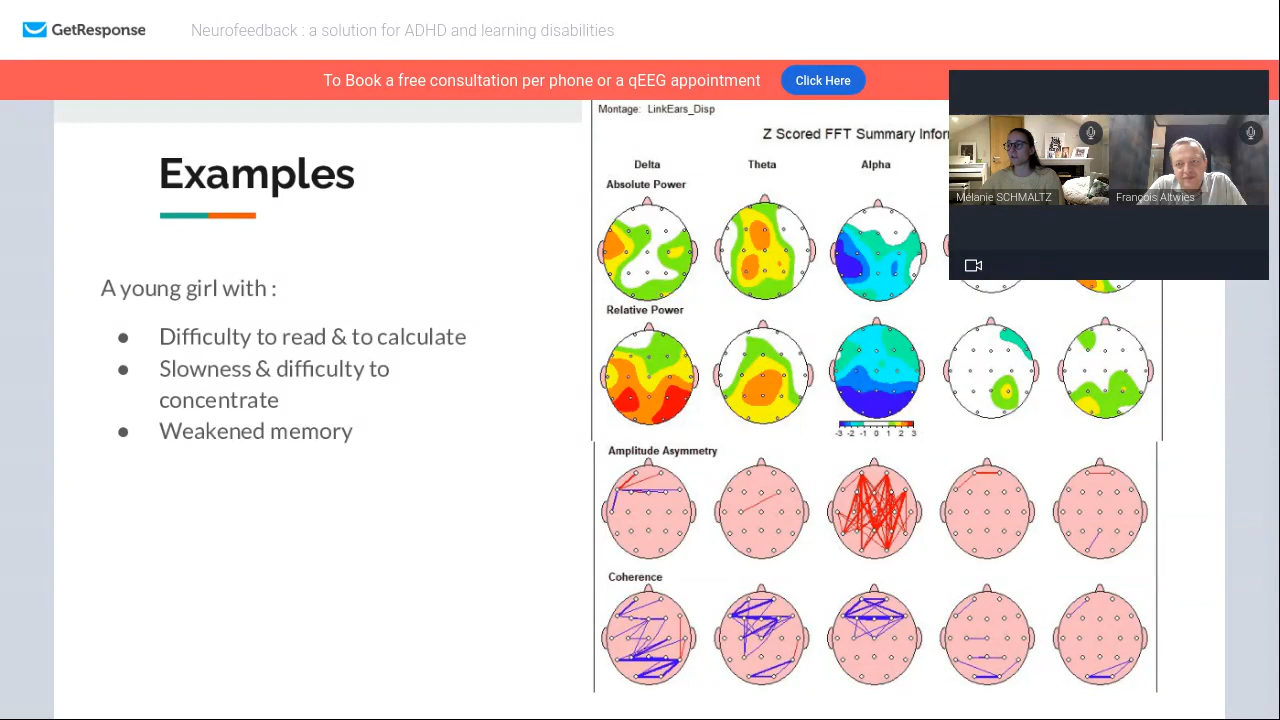 GetResponse
Neurofeedback : a solution for ADHD and learning disabilities
To Book a free consultation per phone or a qEEG appointment
Click Here
Mélanie SCHMALTZ
François Altwies
Examples
A young girl with :
● Difficulty to read & to calculate
● Slowness & difficulty to
concentrate
● Weakened memory
Montage: LinkEars_Disp
Z Scored FFT Summary Infor
Delta Theta Alpha
Absolute Power
Relative Power
-3 -2 -1 0 1 2 3
Amplitude Asymmetry
Coherence